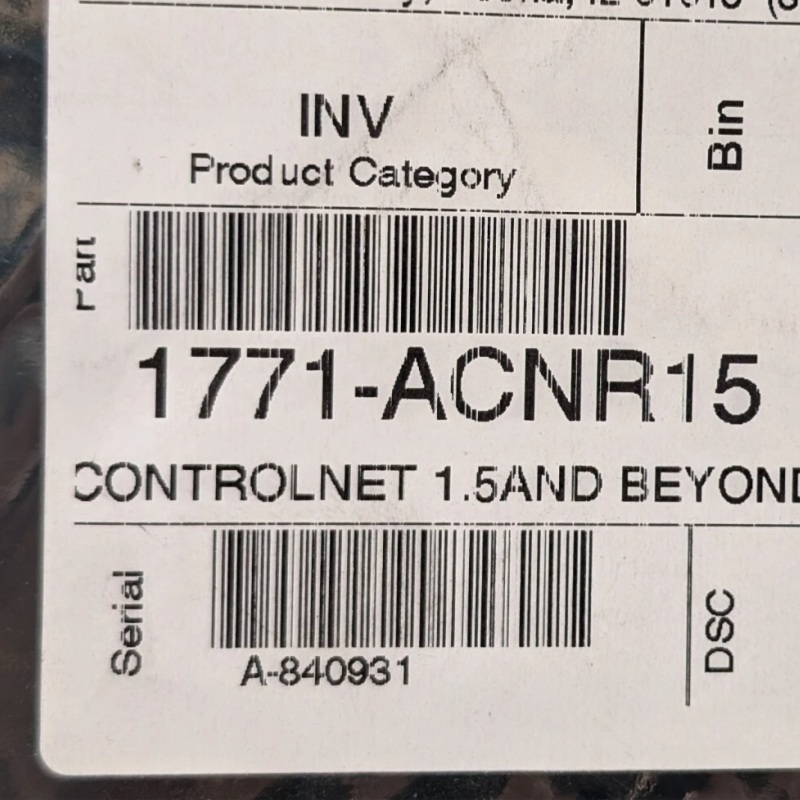 INV
Product Category
Bin
Part
1771-ACNR15
CONTROLNET 1.5AND BEYOND
Serial
A-840931
DSC